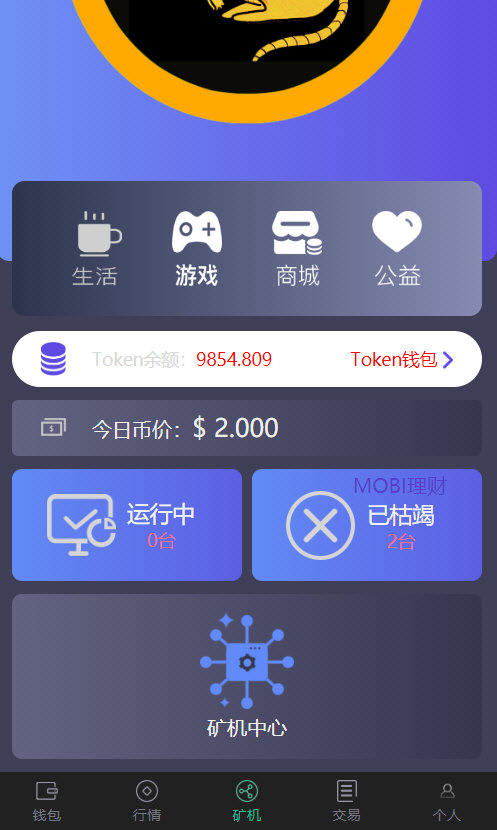 生活 游戏 商城 公益
Token余额：9854.809 Token钱包
今日币价：$ 2.000
MOBI理财
运行中 已枯竭
0台 2台
矿机中心
钱包 行情 矿机 交易 个人